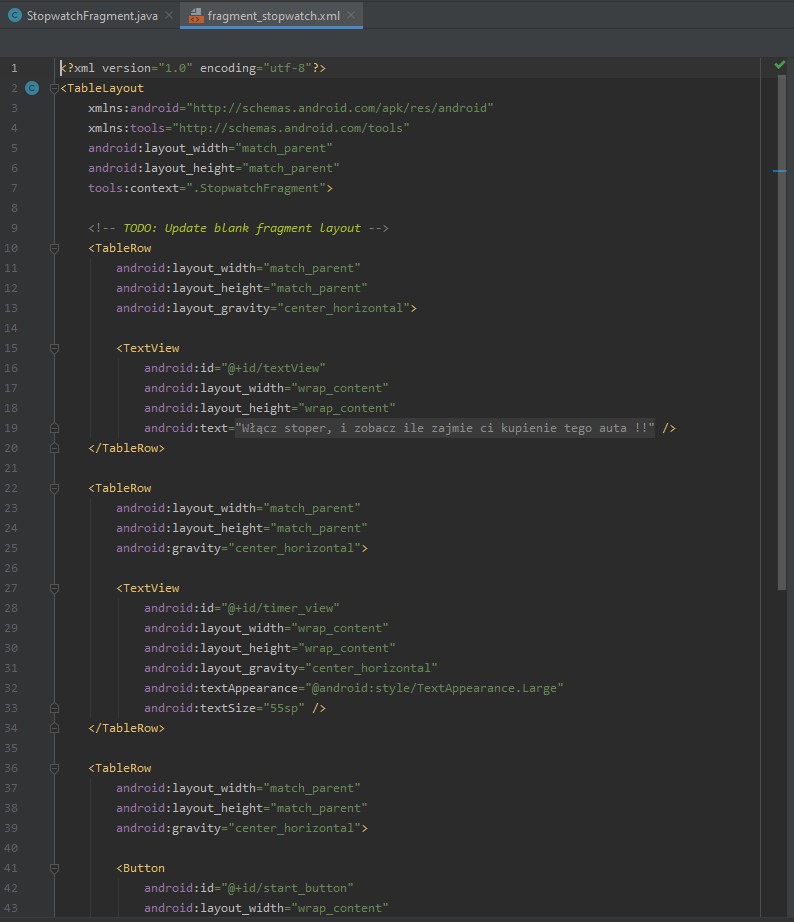 StopwatchFragment.java fragment_stopwatch.xml
1 <?xml version="1.0" encoding="utf-8"?>
2 <TableLayout
3 xmlns:android="http://schemas.android.com/apk/res/android"
4 xmlns:tools="http://schemas.android.com/tools"
5 android:layout_width="match_parent"
6 android:layout_height="match_parent"
7 tools:context=".StopwatchFragment">
8
9 <!-- TODO: Update blank fragment layout -->
10 <TableRow
11 android:layout_width="match_parent"
12 android:layout_height="match_parent"
13 android:layout_gravity="center_horizontal">
14
15 <TextView
16 android:id="@+id/textView"
17 android:layout_width="wrap_content"
18 android:layout_height="wrap_content"
19 android:text="Włącz stoper, i zobacz ile zajmie ci kupienie tego auta !!" />
20 </TableRow>
21
22 <TableRow
23 android:layout_width="match_parent"
24 android:layout_height="match_parent"
25 android:gravity="center_horizontal">
26
27 <TextView
28 android:id="@+id/timer_view"
29 android:layout_width="wrap_content"
30 android:layout_height="wrap_content"
31 android:layout_gravity="center_horizontal"
32 android:textAppearance="@android:style/TextAppearance.Large"
33 android:textSize="55sp" />
34 </TableRow>
35
36 <TableRow
37 android:layout_width="match_parent"
38 android:layout_height="match_parent"
39 android:gravity="center_horizontal">
40
41 <Button
42 android:id="@+id/start_button"
43 android:layout_width="wrap_content"